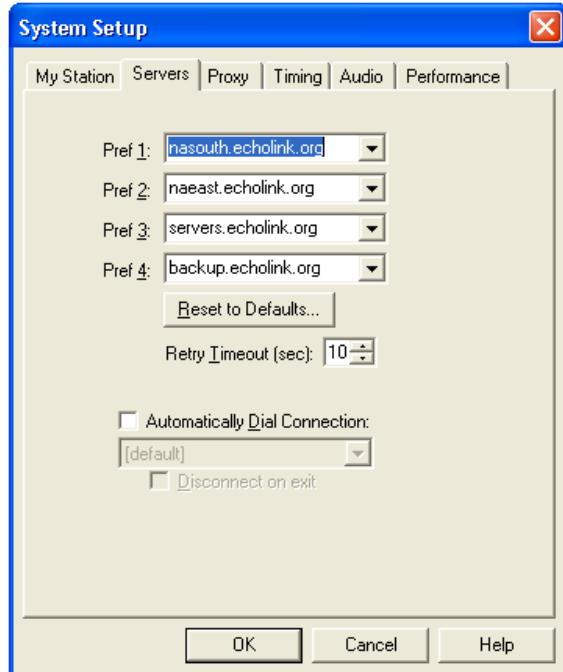 System Setup
My Station Servers Proxy Timing Audio Performance
Pref 1: nasouth.echolink.org
Pref 2: naeast.echolink.org
Pref 3: servers.echolink.org
Pref 4: backup.echolink.org
Reset to Defaults...
Retry Timeout (sec): 10
Automatically Dial Connection:
[default]
Disconnect on exit
OK Cancel Help